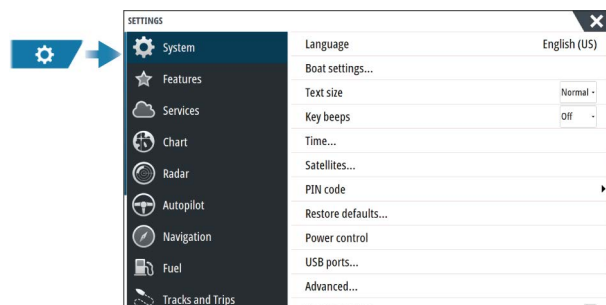 SETTINGS
System
Features
Services
Chart
Radar
Autopilot
Navigation
Fuel
Tracks and Trips
Language English (US)
Boat settings...
Text size Normal
Key beeps Off
Time...
Satellites...
PIN code
Restore defaults...
Power control
USB ports...
Advanced...